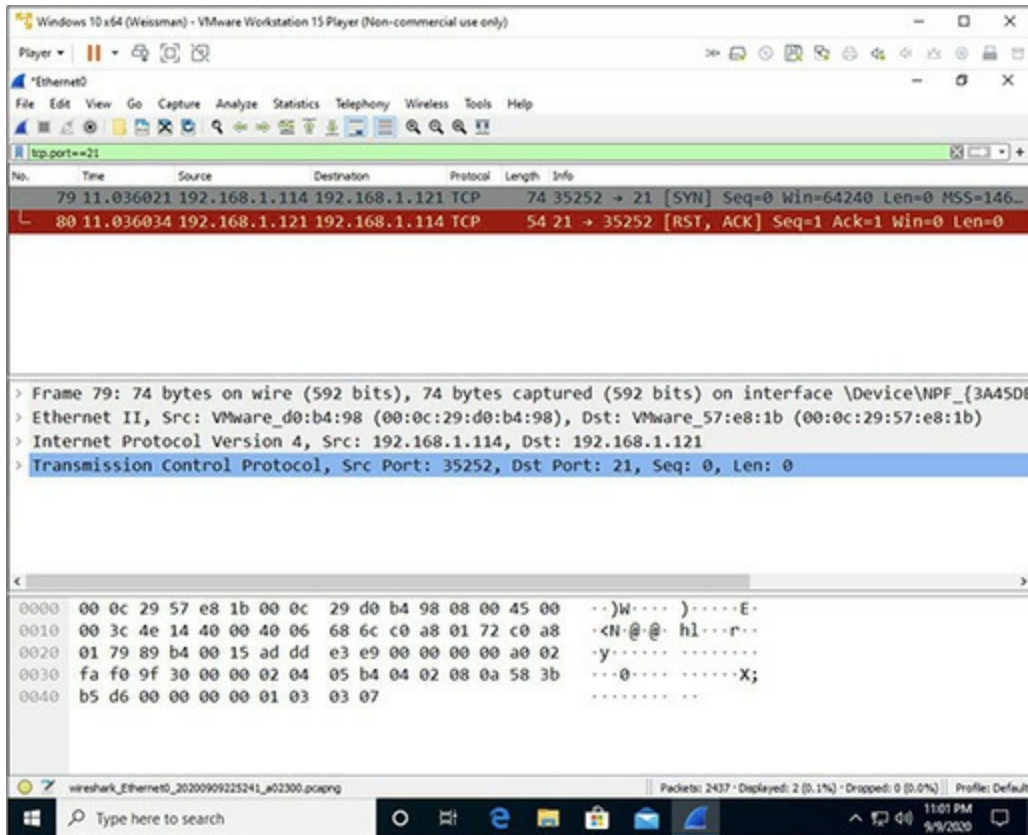 Windows 10 x64 (Weissman) - VMware Workstation 15 Player (Non-commercial use only)
Player
*Ethernet0
File Edit View Go Capture Analyze Statistics Telephony Wireless Tools Help
tcp.port==21
No. Time Source Destination Protocol Length Info
79 11.036021 192.168.1.114 192.168.1.121 TCP 74 35252 → 21 [SYN] Seq=0 Win=64240 Len=0 MSS=146…
80 11.036034 192.168.1.121 192.168.1.114 TCP 54 21 → 35252 [RST, ACK] Seq=1 Ack=1 Win=0 Len=0
Frame 79: 74 bytes on wire (592 bits), 74 bytes captured (592 bits) on interface \Device\NPF_{3A45DE
Ethernet II, Src: VMware_d0:b4:98 (00:0c:29:d0:b4:98), Dst: VMware_57:e8:1b (00:0c:29:57:e8:1b)
Internet Protocol Version 4, Src: 192.168.1.114, Dst: 192.168.1.121
Transmission Control Protocol, Src Port: 35252, Dst Port: 21, Seq: 0, Len: 0
0000 00 0c 29 57 e8 1b 00 0c 29 d0 b4 98 08 00 45 00 ··)W···· )·····E·
0010 00 3c 4e 14 40 00 40 06 68 6c c0 a8 01 72 c0 a8 ·<N·@·@· hl···r··
0020 01 79 89 b4 00 15 ad dd e3 e9 00 00 00 00 a0 02 ·y······ ········
0030 fa f0 9f 30 00 00 02 04 05 b4 04 02 08 0a 58 3b ···0···· ······X;
0040 b5 d6 00 00 00 00 01 03 03 07 ········ ··
wireshark_Ethernet0_20200909225241_a02300.pcapng Packets: 2437 · Displayed: 2 (0.1%) · Dropped: 0 (0.0%) Profile: Default
Type here to search
11:01 PM
9/9/2020